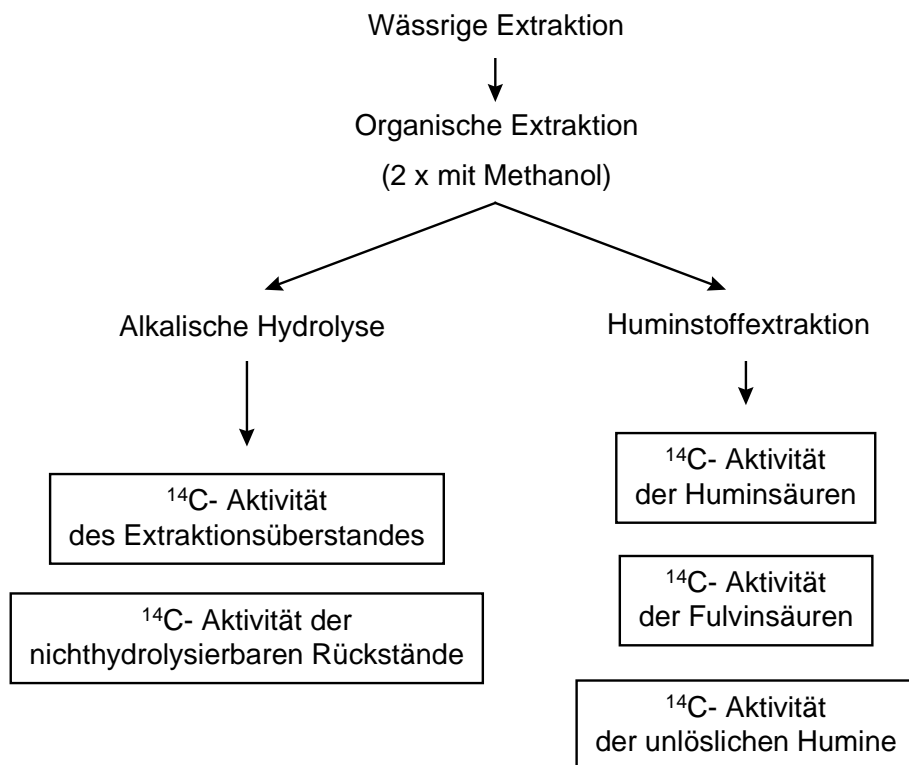 Wässrige Extraktion
Organische Extraktion
(2 x mit Methanol)
Alkalische Hydrolyse
Huminstoffextraktion
¹⁴C- Aktivität
des Extraktionsüberstandes
¹⁴C- Aktivität der
nichthydrolysierbaren Rückstände
¹⁴C- Aktivität
der Huminsäuren
¹⁴C- Aktivität
der Fulvinsäuren
¹⁴C- Aktivität
der unlöslichen Humine